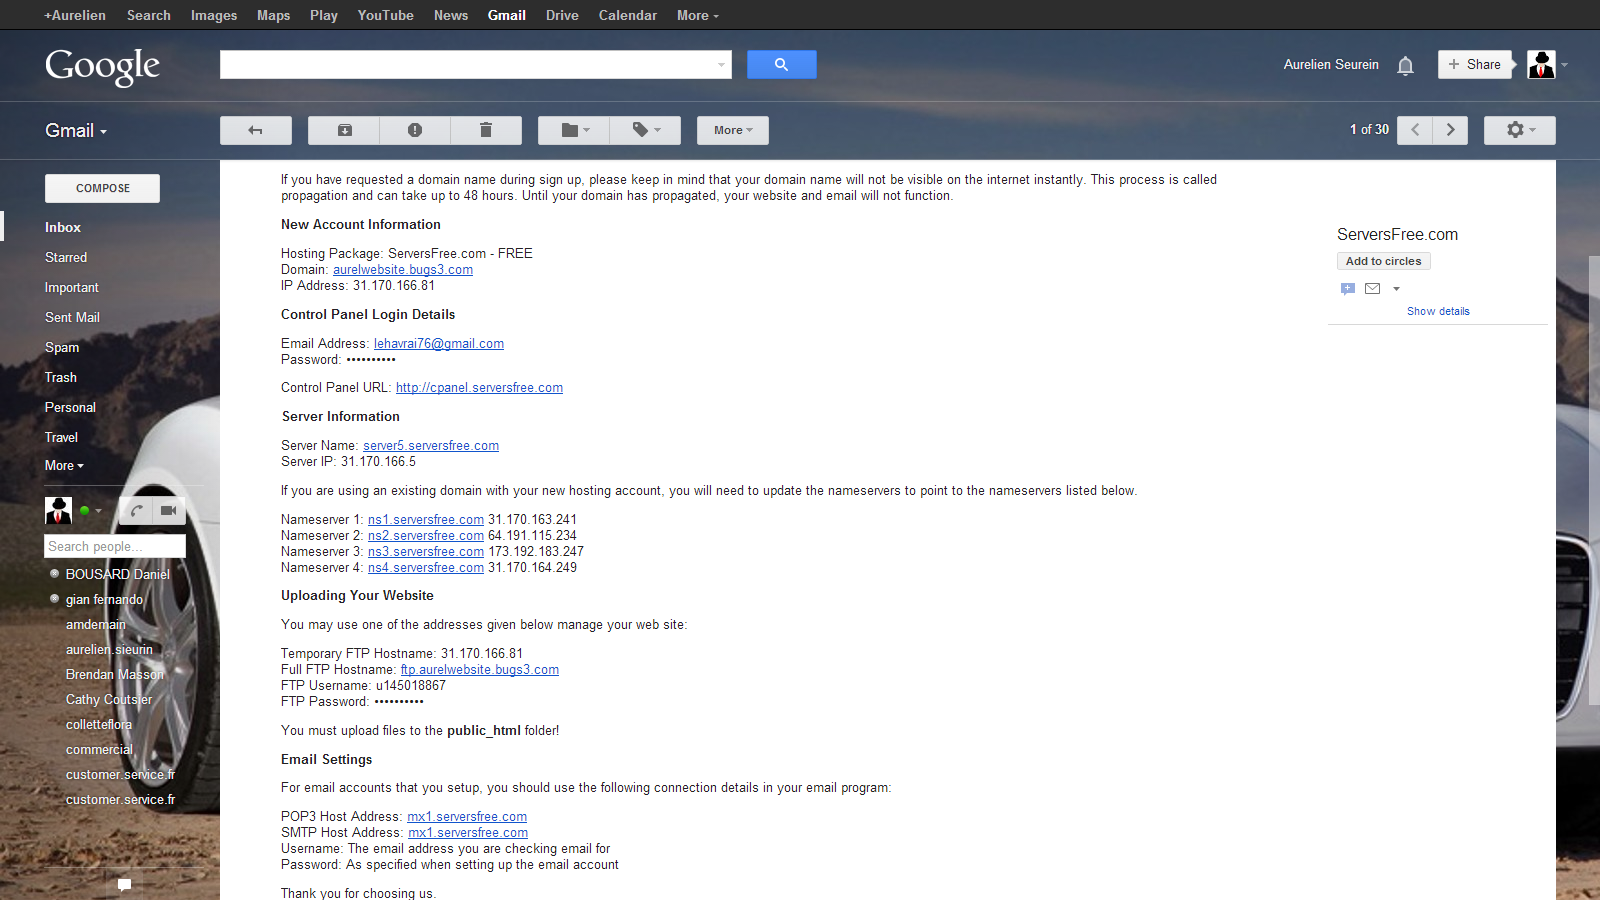 +Aurelien Search Images Maps Play YouTube News Gmail Drive Calendar More
Google
Aurelien Seurein
+ Share
Gmail
More
1 of 30
COMPOSE
Inbox
Starred
Important
Sent Mail
Spam
Trash
Personal
Travel
More
Search people...
BOUSARD Daniel
gian fernando
amdemain
aurelien.sieurin
Brendan Masson
Cathy Coutsier
colletteflora
commercial
customer.service.fr
customer.service.fr
If you have requested a domain name during sign up, please keep in mind that your domain name will not be visible on the internet instantly. This process is called
propagation and can take up to 48 hours. Until your domain has propagated, your website and email will not function.
New Account Information
Hosting Package: ServersFree.com - FREE
Domain: aurelwebsite.bugs3.com
IP Address: 31.170.166.81
Control Panel Login Details
Email Address: lehavrai76@gmail.com
Password: ••••••••••
Control Panel URL: http://cpanel.serversfree.com
Server Information
Server Name: server5.serversfree.com
Server IP: 31.170.166.5
If you are using an existing domain with your new hosting account, you will need to update the nameservers to point to the nameservers listed below.
Nameserver 1: ns1.serversfree.com 31.170.163.241
Nameserver 2: ns2.serversfree.com 64.191.115.234
Nameserver 3: ns3.serversfree.com 173.192.183.247
Nameserver 4: ns4.serversfree.com 31.170.164.249
Uploading Your Website
You may use one of the addresses given below manage your web site:
Temporary FTP Hostname: 31.170.166.81
Full FTP Hostname: ftp.aurelwebsite.bugs3.com
FTP Username: u145018867
FTP Password: ••••••••••
You must upload files to the public_html folder!
Email Settings
For email accounts that you setup, you should use the following connection details in your email program:
POP3 Host Address: mx1.serversfree.com
SMTP Host Address: mx1.serversfree.com
Username: The email address you are checking email for
Password: As specified when setting up the email account
Thank you for choosing us.
ServersFree.com
Add to circles
Show details